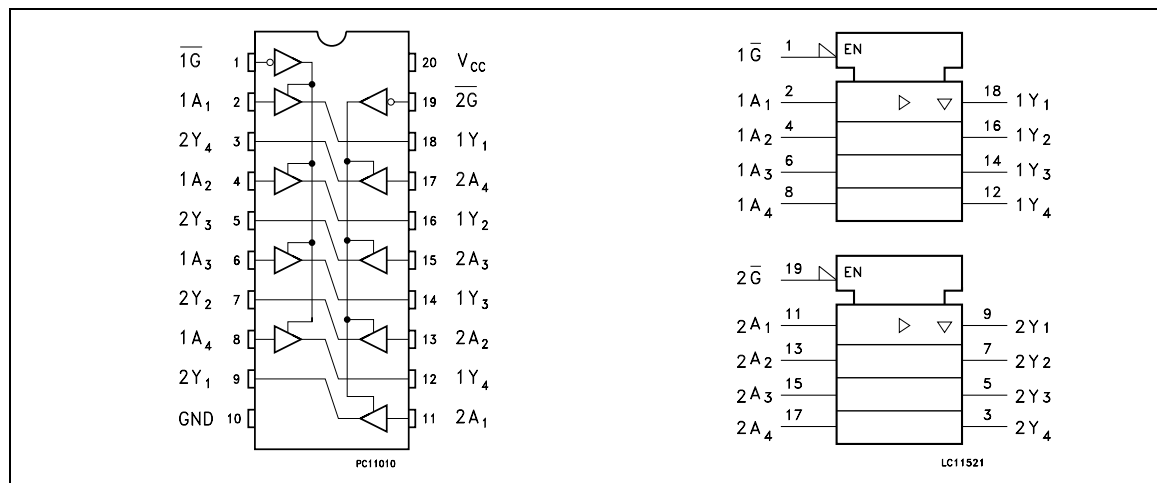 1G̅ 1 20 VCC
1A1 2 19 2G̅
2Y4 3 18 1Y1
1A2 4 17 2A4
2Y3 5 16 1Y2
1A3 6 15 2A3
2Y2 7 14 1Y3
1A4 8 13 2A2
2Y1 9 12 1Y4
GND 10 11 2A1
PC11010
1G̅ 1 EN
1A1 2 18 1Y1
1A2 4 16 1Y2
1A3 6 14 1Y3
1A4 8 12 1Y4
2G̅ 19 EN
2A1 11 9 2Y1
2A2 13 7 2Y2
2A3 15 5 2Y3
2A4 17 3 2Y4
LC11521